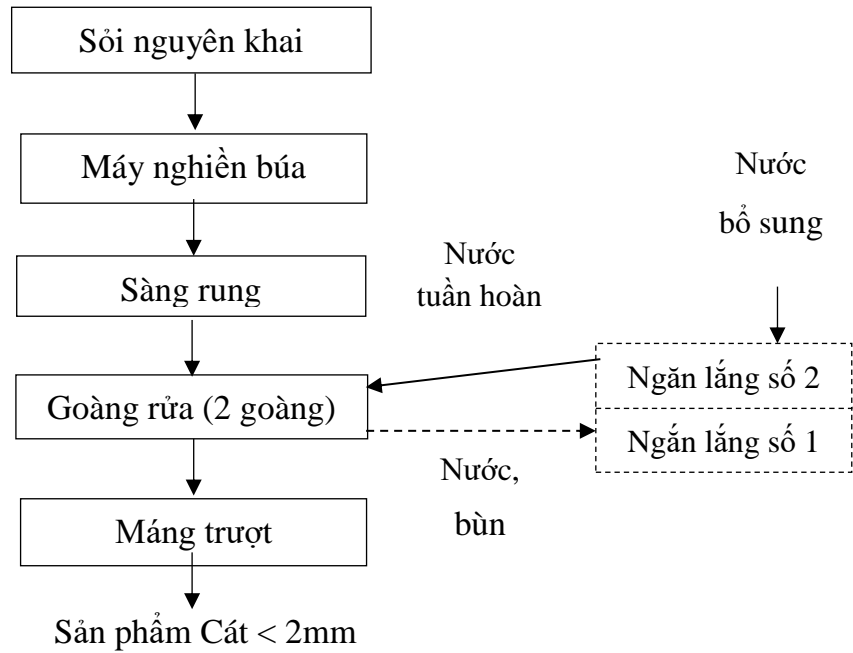 Sỏi nguyên khai
Máy nghiền búa
Nước
bổ sung
Nước
tuần hoàn
Sàng rung
Ngăn lắng số 2
Goàng rửa (2 goàng)
Ngắn lắng số 1
Nước,
bùn
Máng trượt
Sản phẩm Cát < 2mm